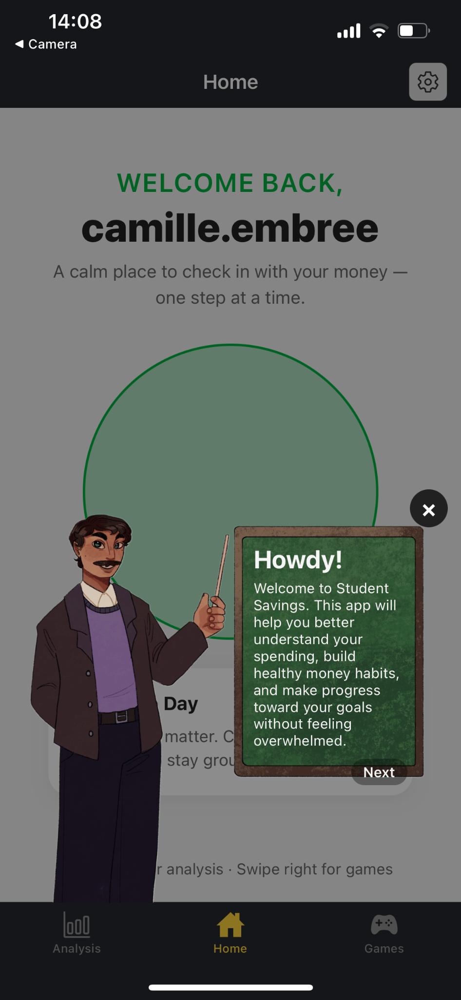 14:08
◀ Camera
Home
WELCOME BACK,
camille.embree
A calm place to check in with your money —
one step at a time.
Howdy!
Welcome to Student
Savings. This app will
help you better
understand your
spending, build
healthy money habits,
and make progress
toward your goals
without feeling
overwhelmed.
Next
Day
matter. C
stay grou
r analysis · Swipe right for games
Analysis
Home
Games